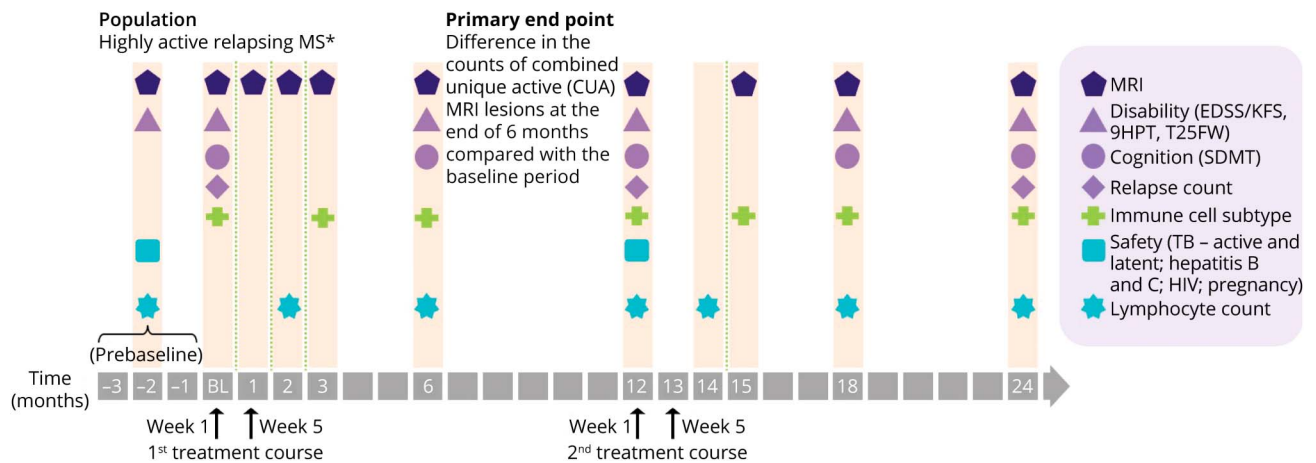 Population
Highly active relapsing MS*
Primary end point
Difference in the
counts of combined
unique active (CUA)
MRI lesions at the
end of 6 months
compared with the
baseline period
MRI
Disability (EDSS/KFS,
9HPT, T25FW)
Cognition (SDMT)
Relapse count
Immune cell subtype
Safety (TB – active and
latent; hepatitis B
and C; HIV; pregnancy)
Lymphocyte count
(Prebaseline)
Time
(months)
–3 –2 –1 BL 1 2 3 6 12 13 14 15 18 24
Week 1 Week 5
1st treatment course
Week 1 Week 5
2nd treatment course